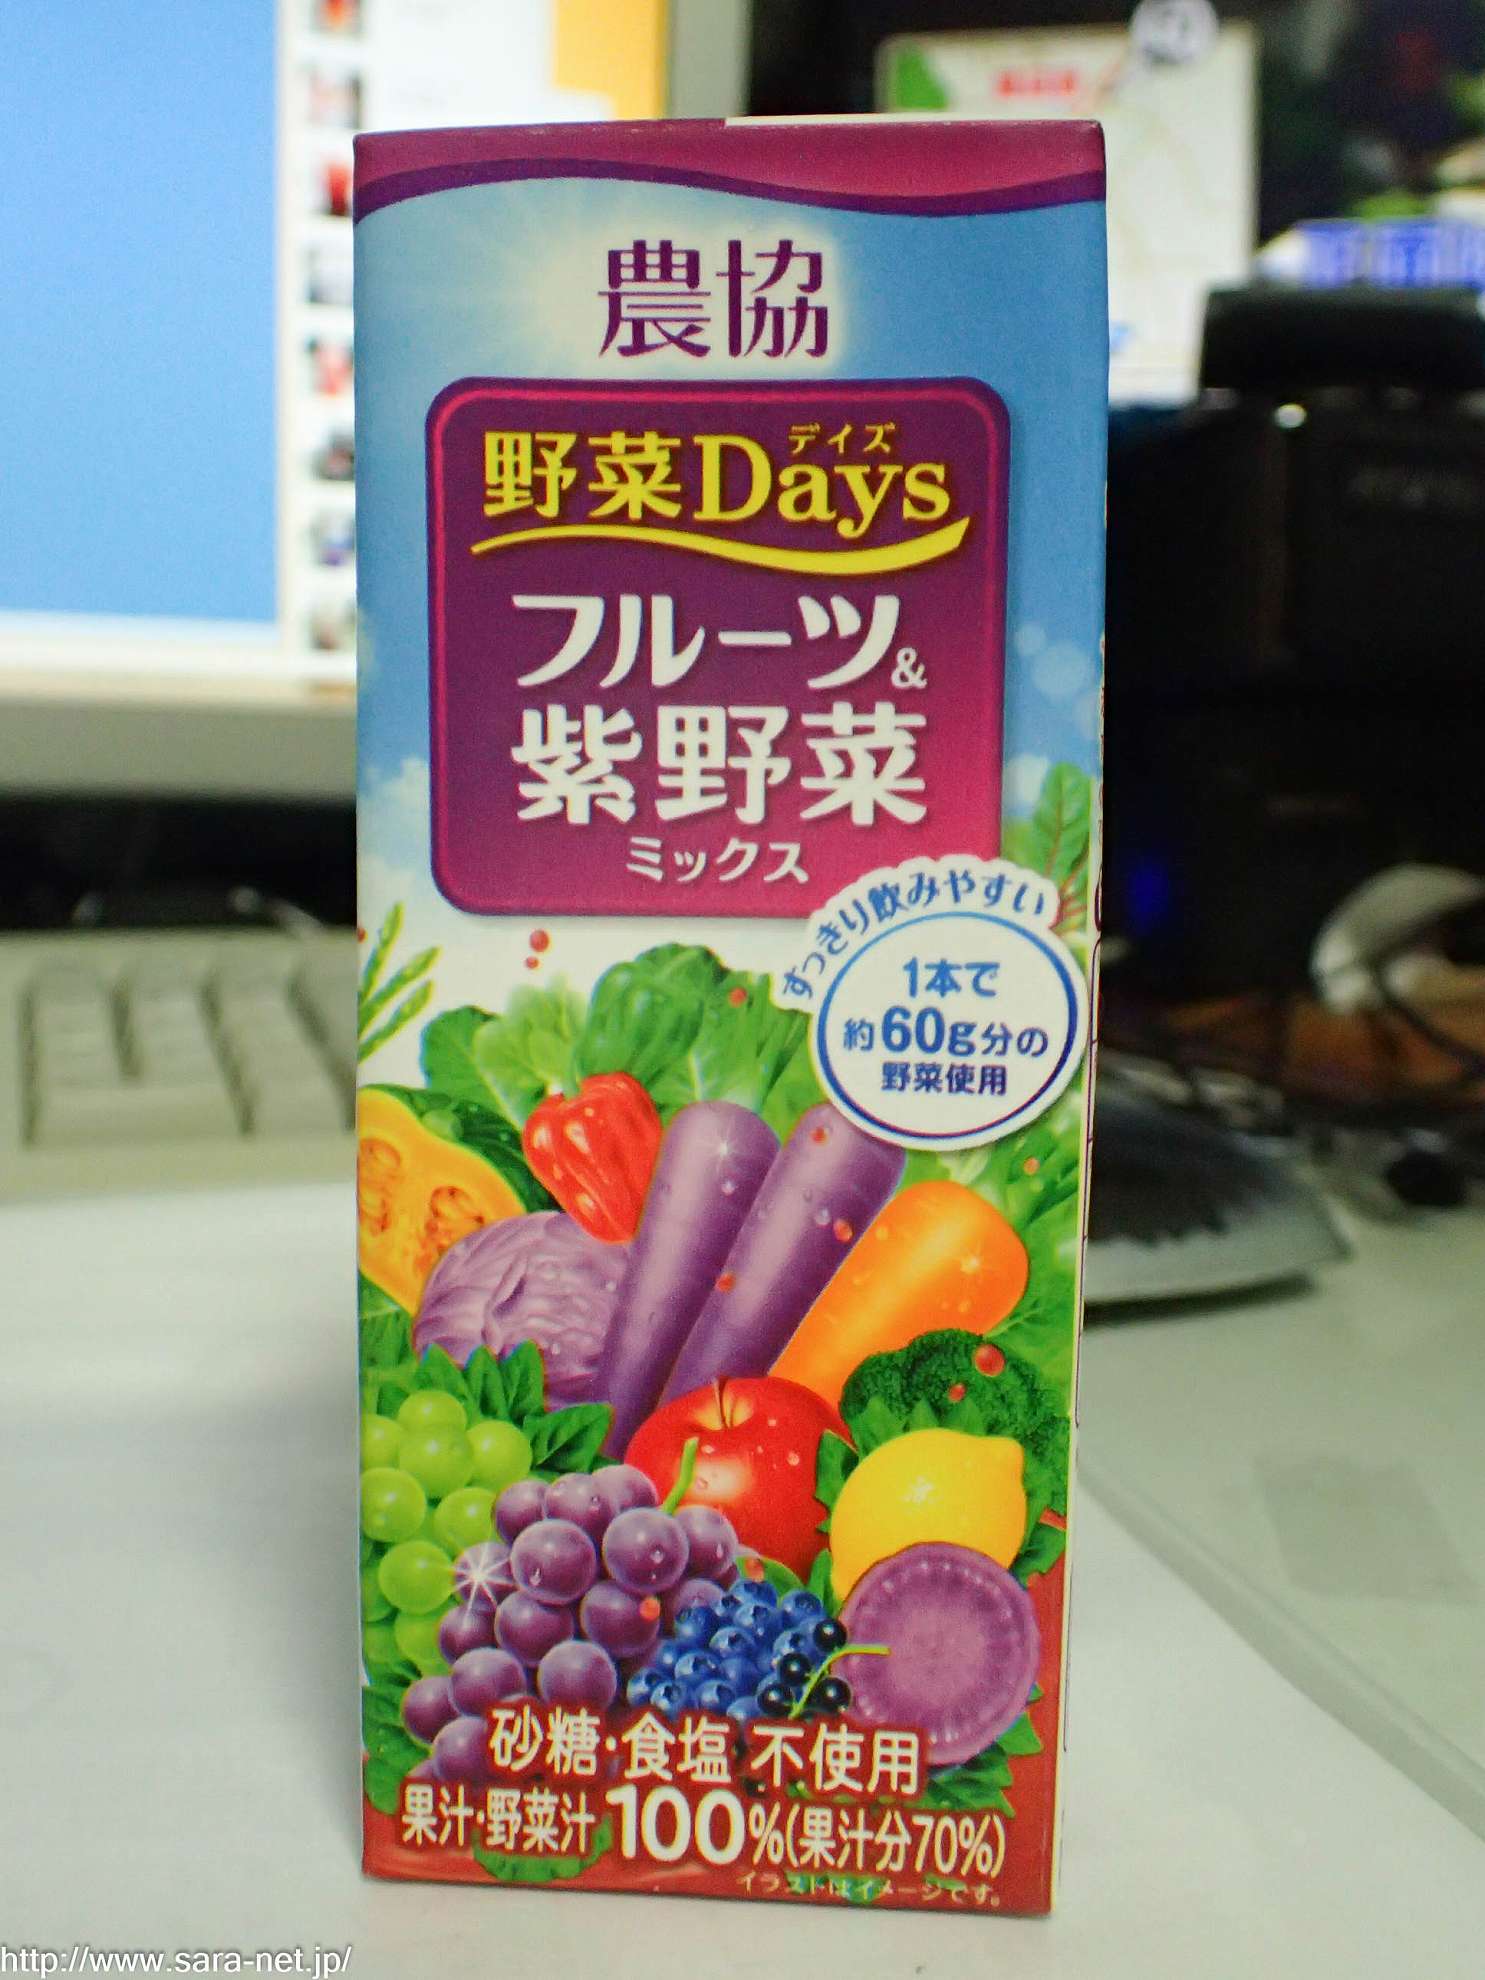 農協
デイズ
野菜Days
フルーツ&
紫野菜
ミックス
すっきり飲みやすい
1本で
約60g分の
野菜使用
砂糖・食塩 不使用
果汁・野菜汁100%(果汁分70%)
イラストはイメージです。
http://www.sara-net.jp/